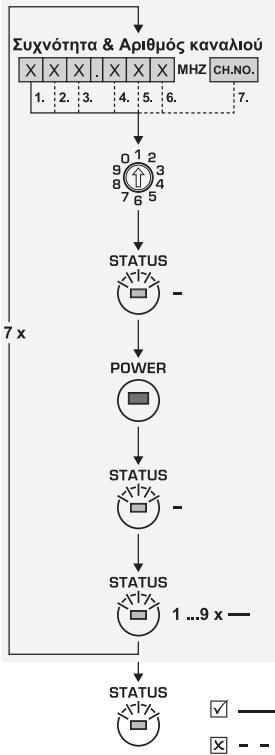 Συχνότητα & Αριθμός καναλιού
X X X . X X X MHZ CH.NO.
1. 2. 3. 4. 5. 6. 7.
0 1 2 3 4 5 6 7 8 9
STATUS
–
7 x
POWER
STATUS
–
STATUS
1 ...9 x —
STATUS
☑ —
☒ – –